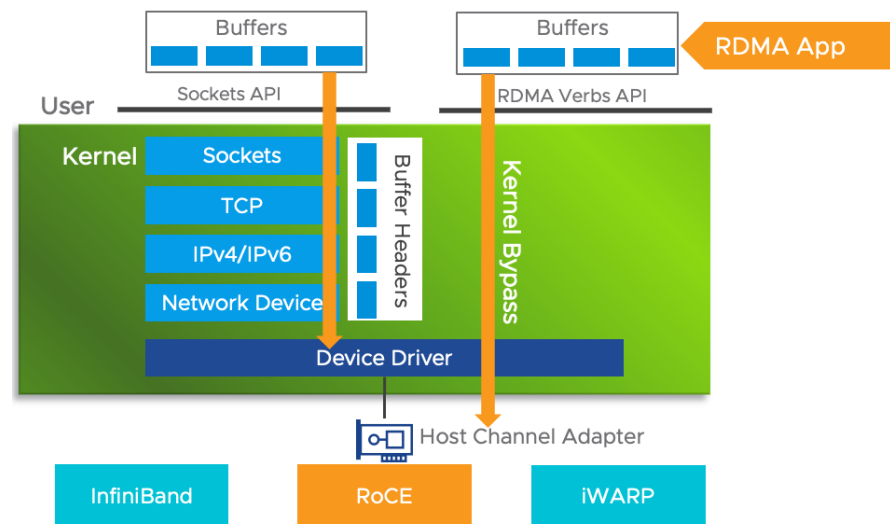 Buffers
Buffers
RDMA App
Sockets API
RDMA Verbs API
User
Kernel
Sockets
TCP
IPv4/IPv6
Network Device
Buffer Headers
Kernel Bypass
Device Driver
Host Channel Adapter
InfiniBand
RoCE
iWARP